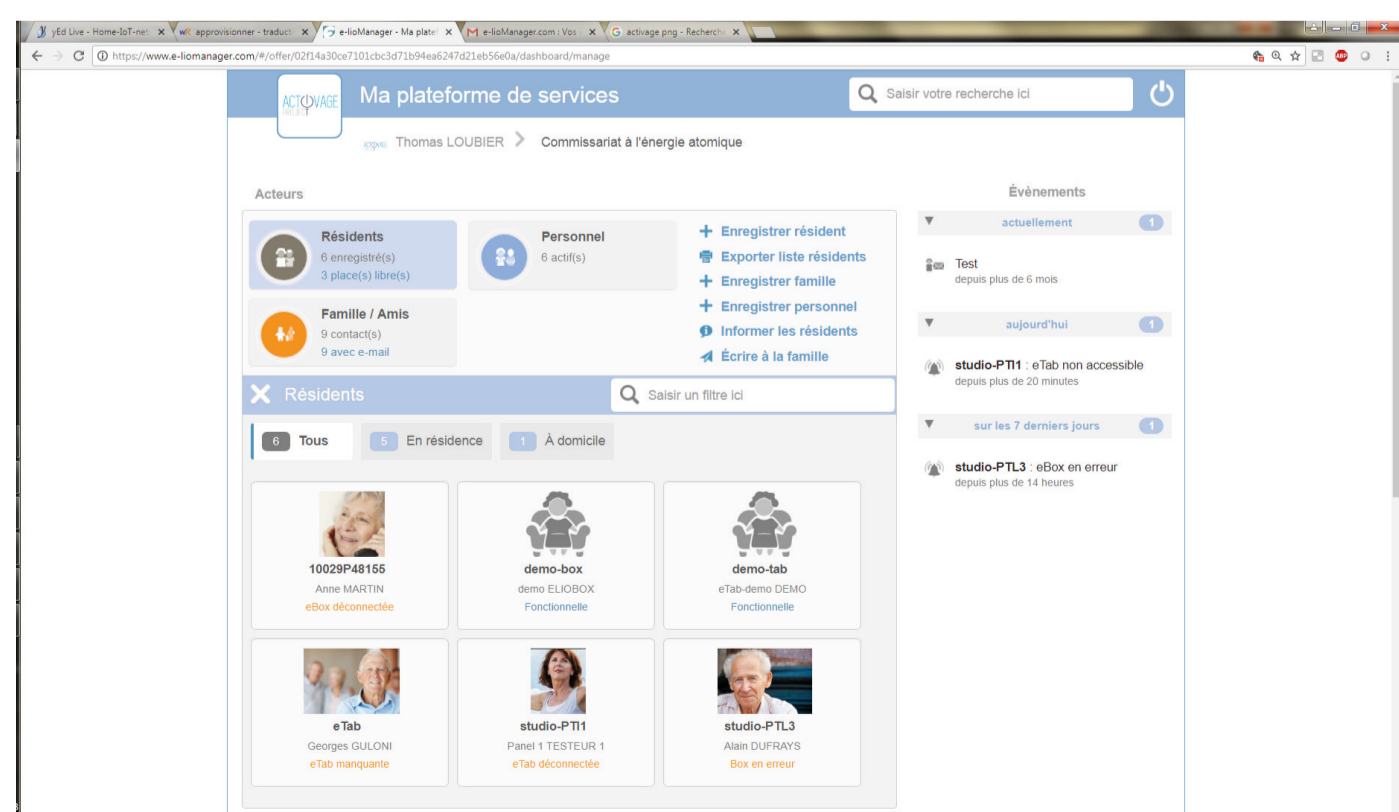 yEd Live - Home-IoT-net
approvisionner - traducti
e-lioManager - Ma platef
e-lioManager.com : Vos
activage png - Recherche
https://www.e-liomanager.com/#/offer/02f14a30ce7101cbc3d71b94ea6247d21eb56e0a/dashboard/manage
ABP
ACTIVAGE
PROJECT
Ma plateforme de services
Saisir votre recherche ici
Thomas LOUBIER > Commissariat à l'énergie atomique
Acteurs
Résidents
6 enregistré(s)
3 place(s) libre(s)
Personnel
6 actif(s)
Famille / Amis
9 contact(s)
9 avec e-mail
Enregistrer résident
Exporter liste résidents
Enregistrer famille
Enregistrer personnel
Informer les résidents
Écrire à la famille
Résidents
Saisir un filtre ici
6 Tous
5 En résidence
1 À domicile
10029P48155
Anne MARTIN
eBox déconnectée
demo-box
demo ELIOBOX
Fonctionnelle
demo-tab
eTab-demo DEMO
Fonctionnelle
eTab
Georges GULONI
eTab manquante
studio-PTI1
Panel 1 TESTEUR 1
eTab déconnectée
studio-PTL3
Alain DUFRAYS
Box en erreur
Évènements
actuellement 1
Test
depuis plus de 6 mois
aujourd'hui 1
studio-PTI1 : eTab non accessible
depuis plus de 20 minutes
sur les 7 derniers jours 1
studio-PTL3 : eBox en erreur
depuis plus de 14 heures